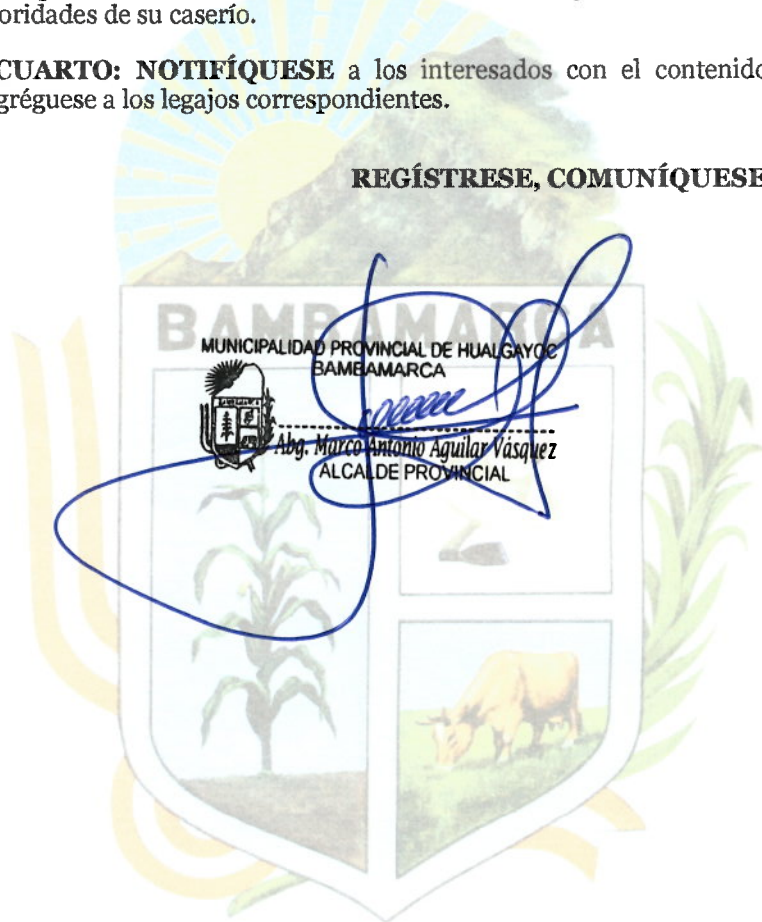 oridades de su caserío.
CUARTO: NOTIFÍQUESE a los interesados con el contenido
gréguese a los legajos correspondientes.
REGÍSTRESE, COMUNÍQUESE
BAMBAMARCA
MUNICIPALIDAD PROVINCIAL DE HUALGAYOC
BAMBAMARCA
Abg. Marco Antonio Aguilar Vásquez
ALCALDE PROVINCIAL